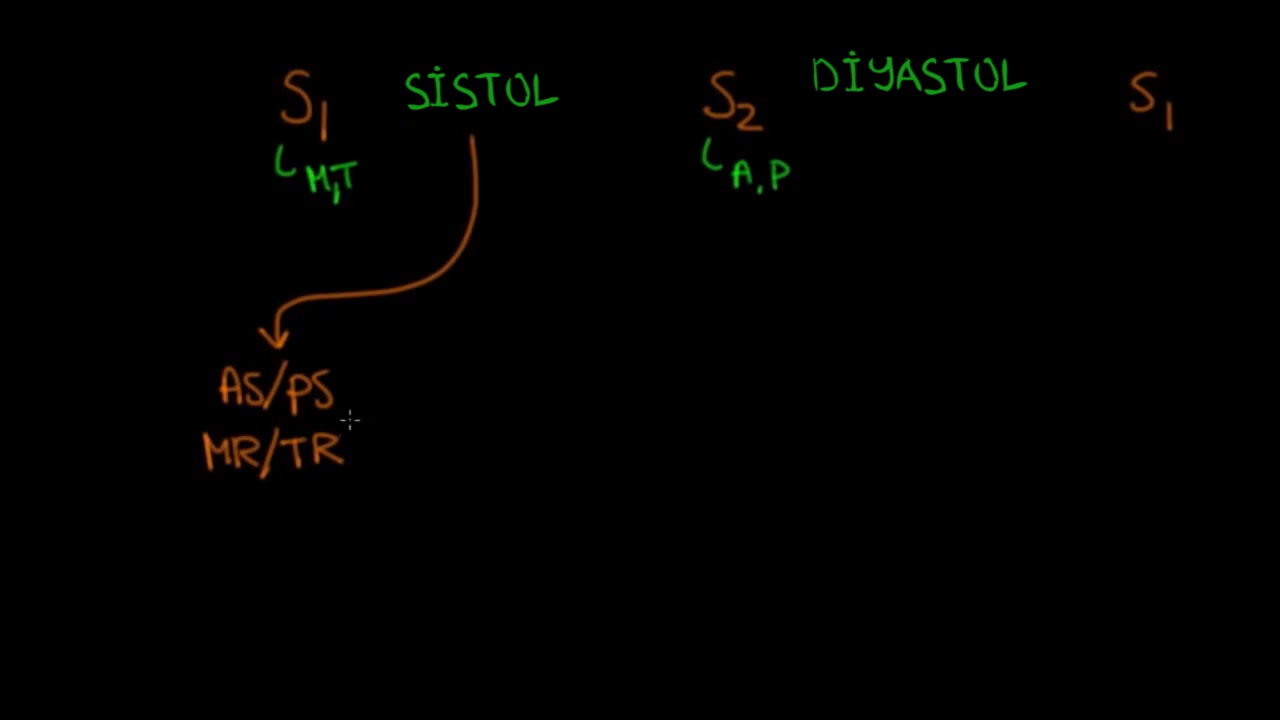 S1 SİSTOL S2 DİYASTOL S1
M,T A,P
AS/PS
MR/TR